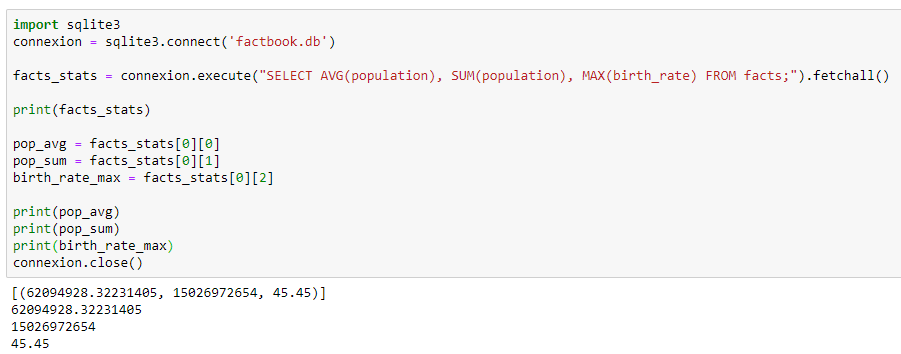 import sqlite3
connexion = sqlite3.connect('factbook.db')
facts_stats = connexion.execute("SELECT AVG(population), SUM(population), MAX(birth_rate) FROM facts;").fetchall()
print(facts_stats)
pop_avg = facts_stats[0][0]
pop_sum = facts_stats[0][1]
birth_rate_max = facts_stats[0][2]
print(pop_avg)
print(pop_sum)
print(birth_rate_max)
connexion.close()
[(62094928.32231405, 15026972654, 45.45)]
62094928.32231405
15026972654
45.45